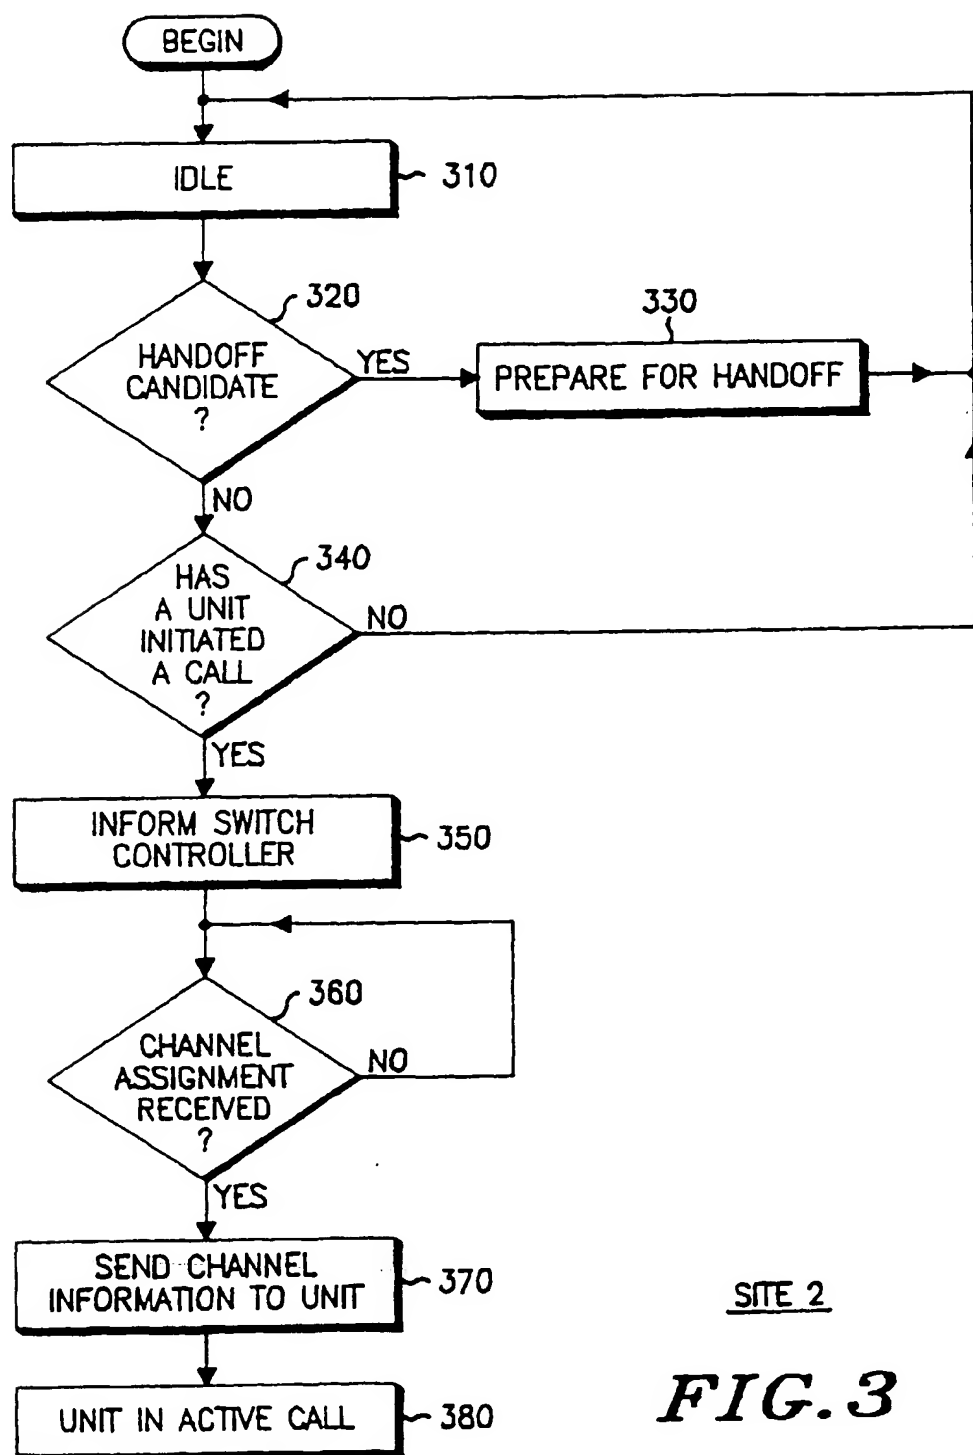 BEGIN
IDLE
310
320
HANDOFF
CANDIDATE
?
YES
330
PREPARE FOR HANDOFF
NO
340
HAS
A UNIT
INITIATED
A CALL
?
NO
YES
INFORM SWITCH
CONTROLLER
350
360
CHANNEL
ASSIGNMENT
RECEIVED
?
NO
YES
SEND CHANNEL
INFORMATION TO UNIT
370
UNIT IN ACTIVE CALL
380
SITE 2
FIG. 3